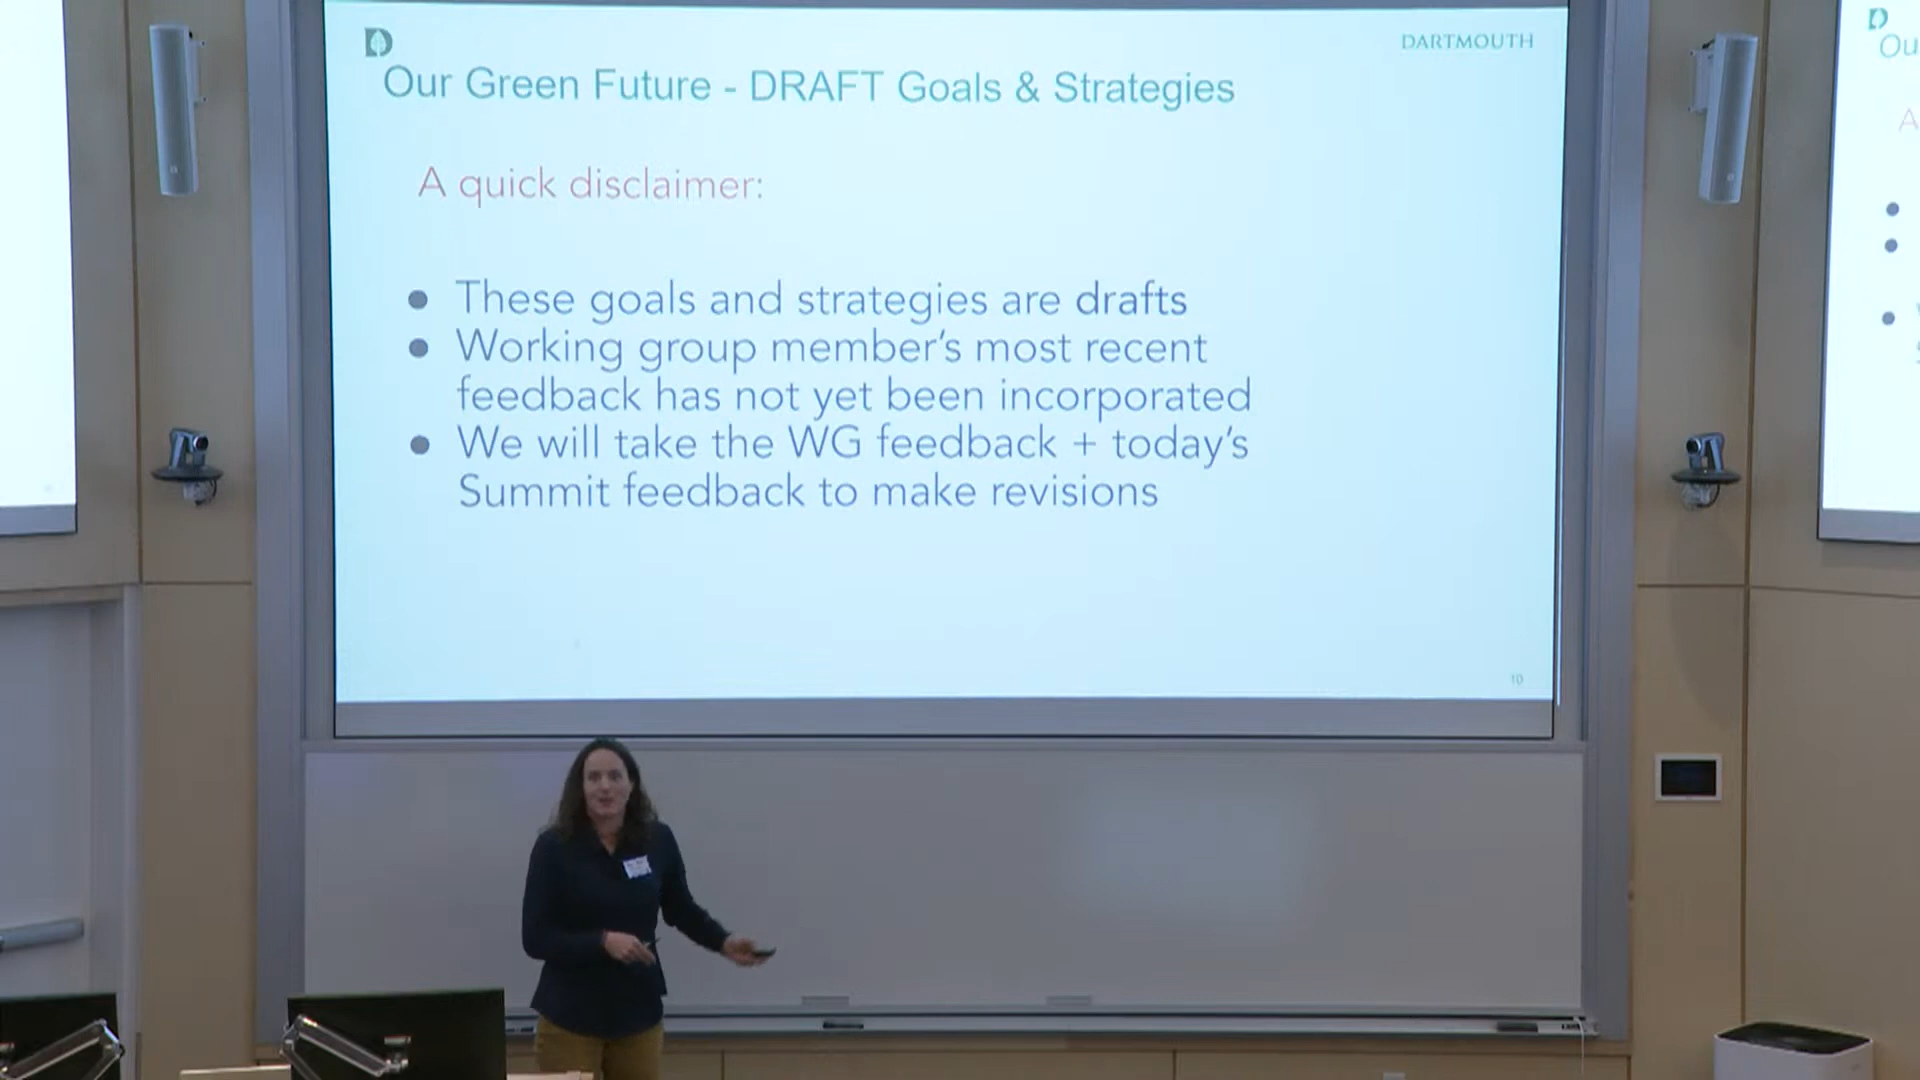 DARTMOUTH
Our Green Future - DRAFT Goals & Strategies
A quick disclaimer:
● These goals and strategies are drafts
● Working group member's most recent
feedback has not yet been incorporated
● We will take the WG feedback + today's
Summit feedback to make revisions
10
D
Ou
A